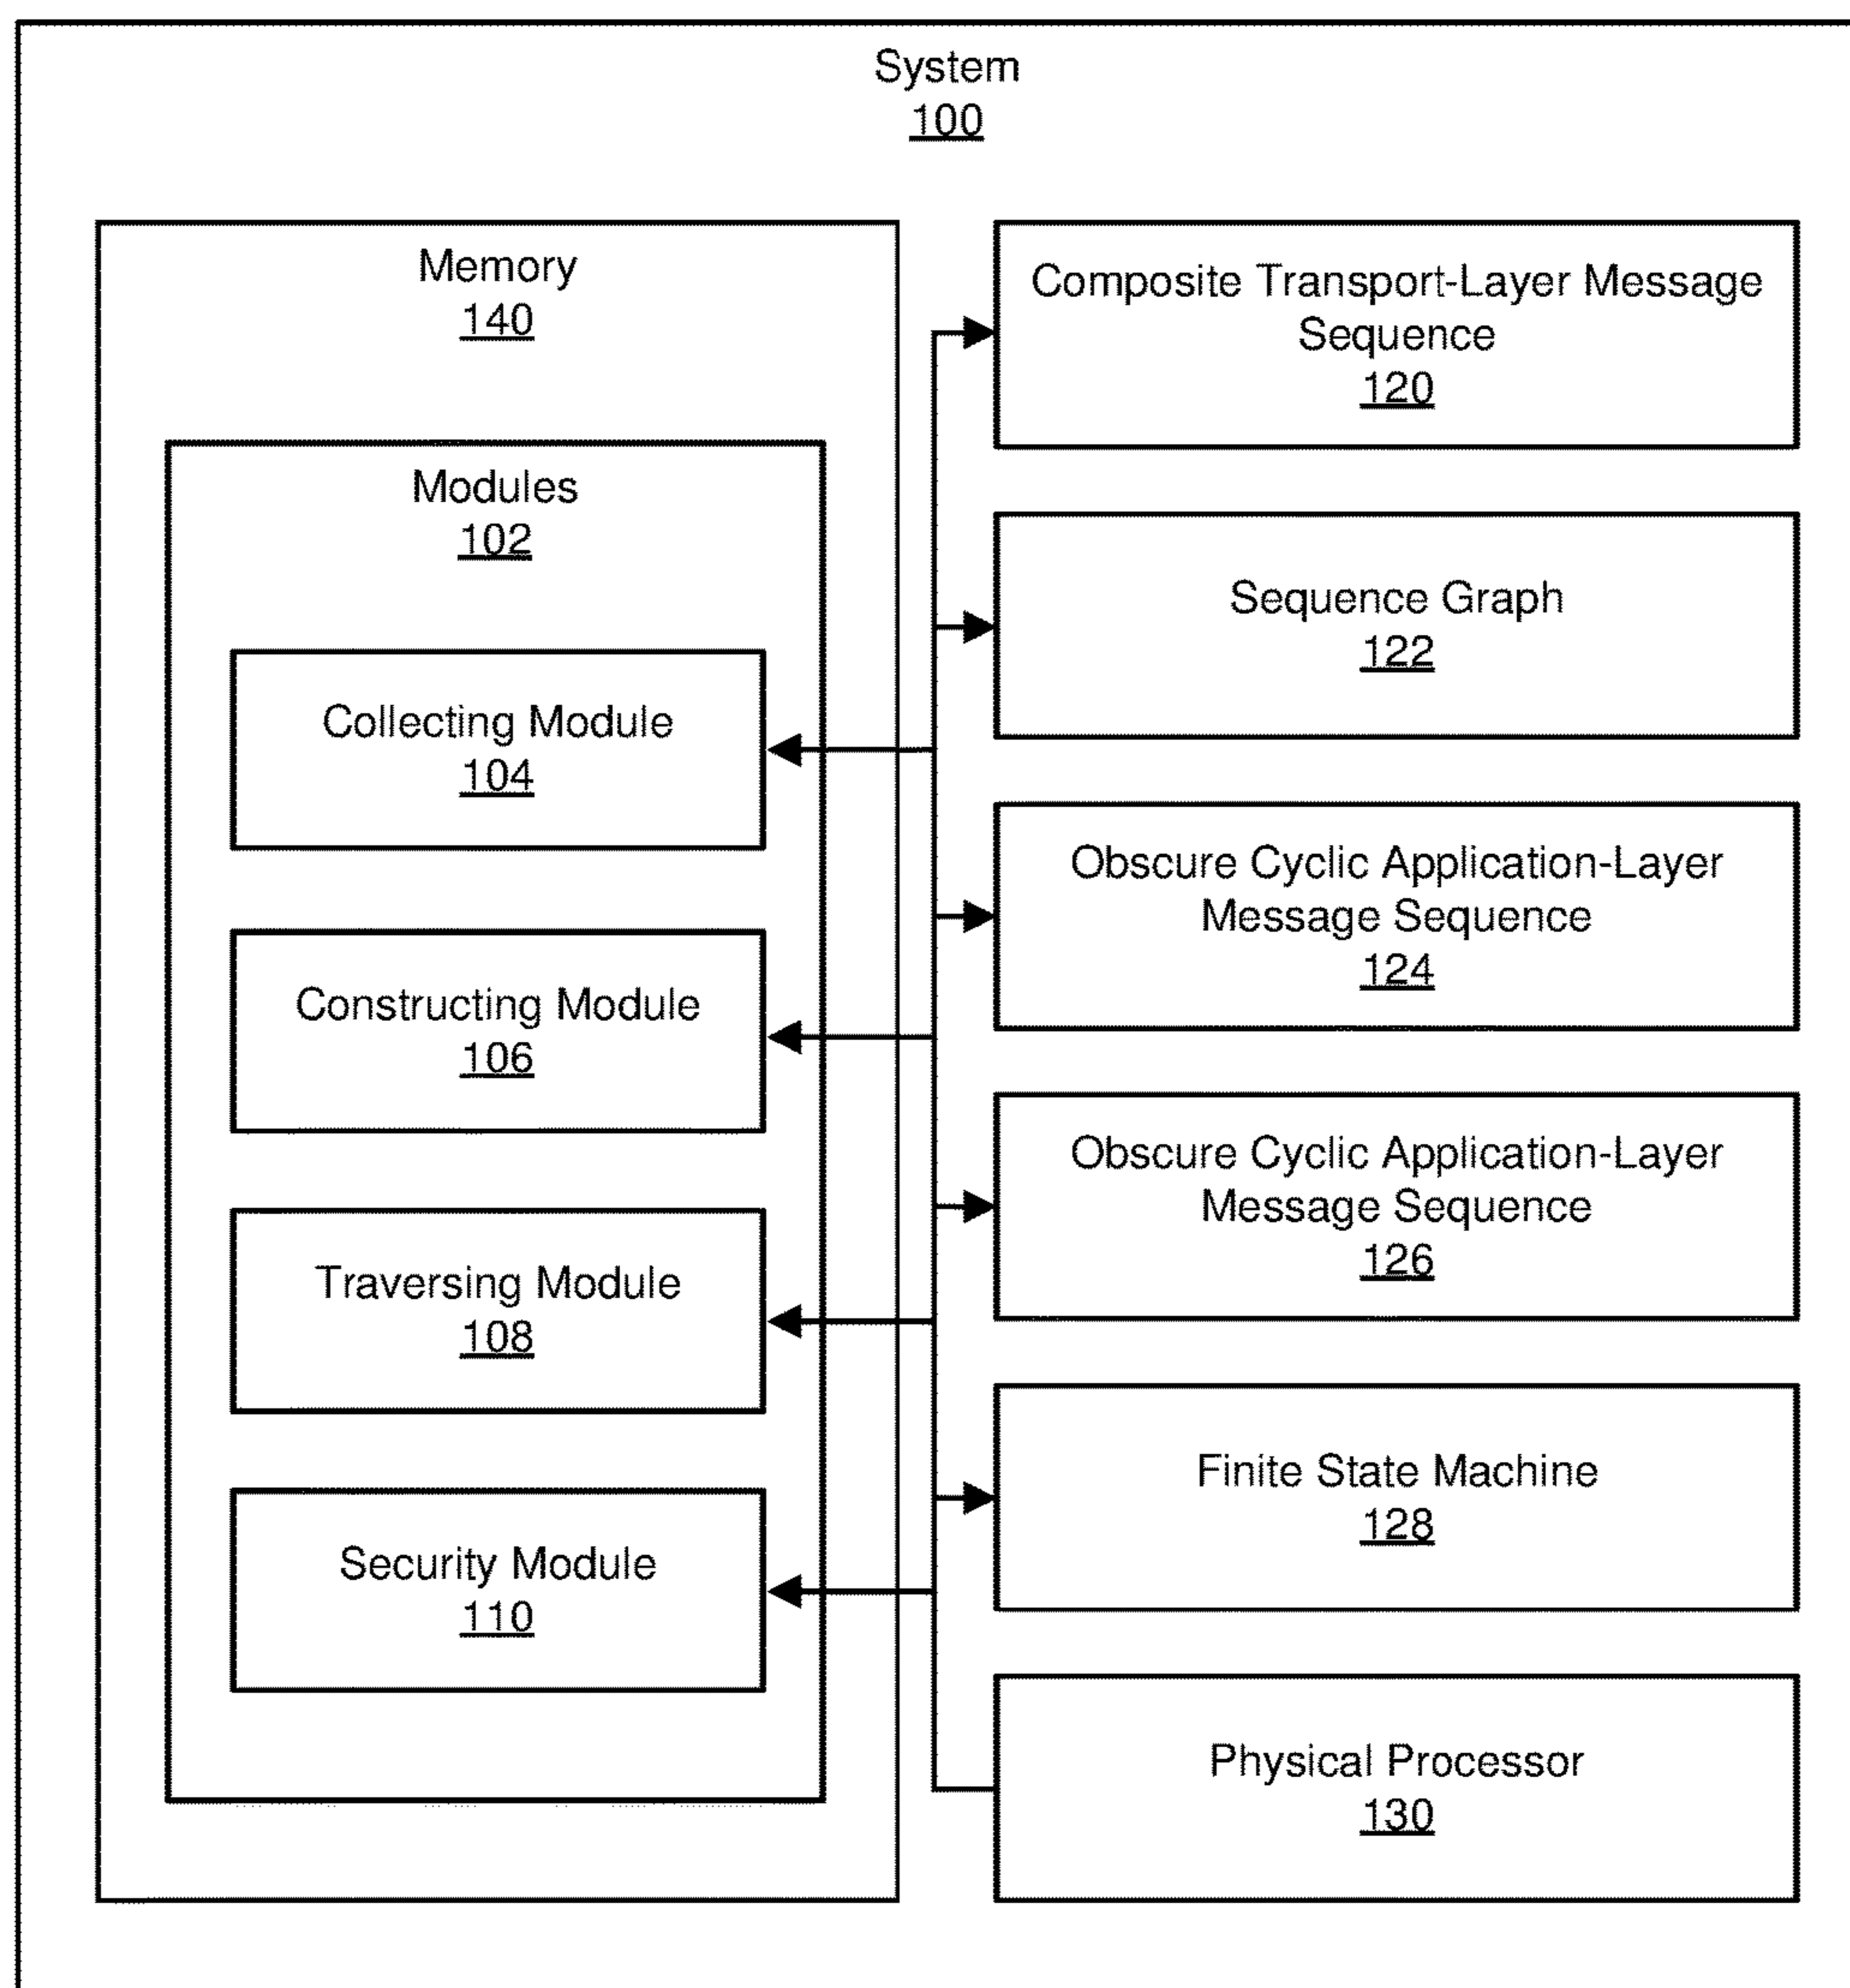 System
100
Memory
140
Modules
102
Collecting Module
104
Constructing Module
106
Traversing Module
108
Security Module
110
Composite Transport-Layer Message
Sequence
120
Sequence Graph
122
Obscure Cyclic Application-Layer
Message Sequence
124
Obscure Cyclic Application-Layer
Message Sequence
126
Finite State Machine
128
Physical Processor
130